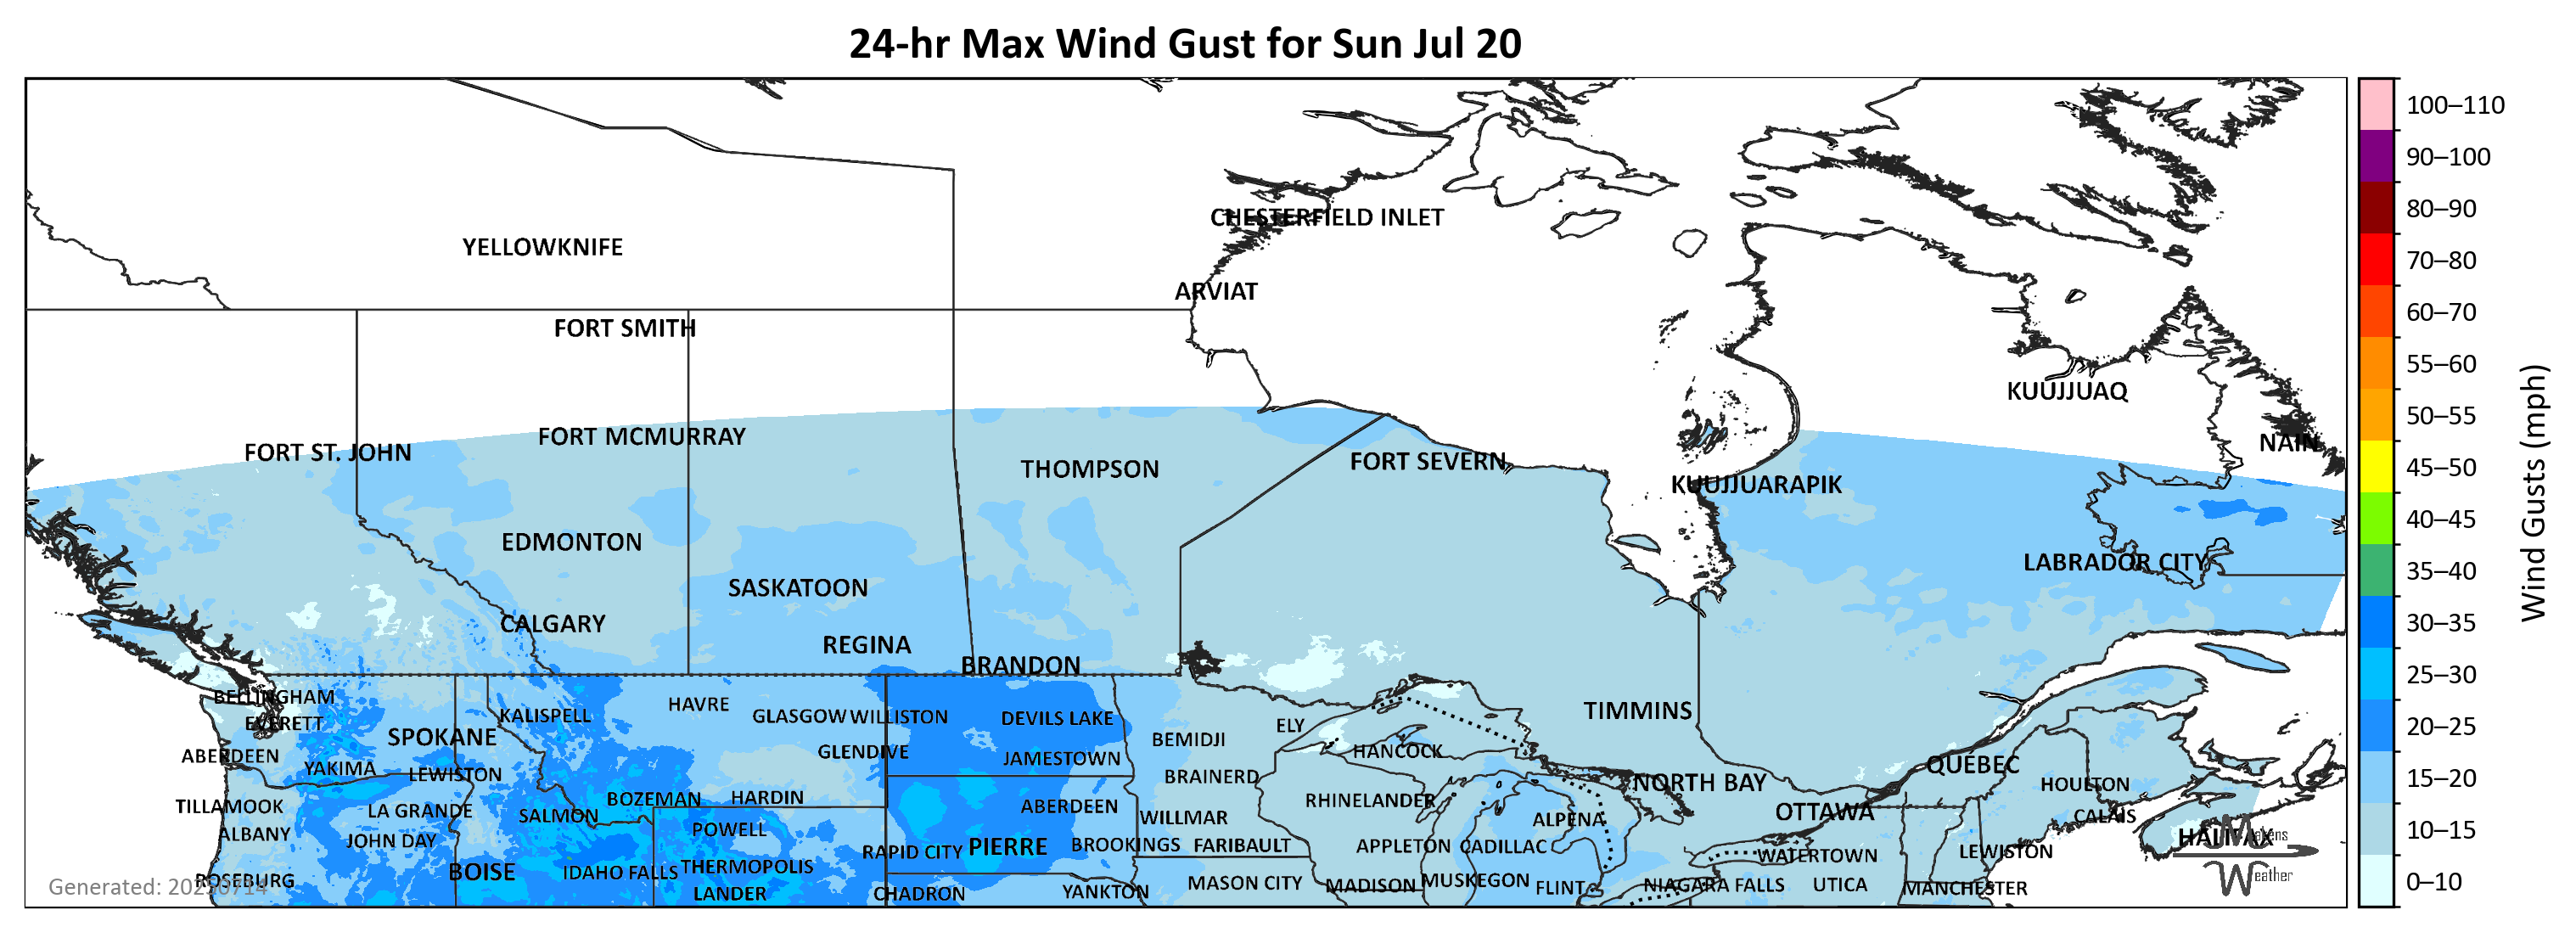 24-hr Max Wind Gust for Sun Jul 20
100–110
90–100
80–90
CHESTERFIELD INLET
YELLOWKNIFE
70–80
ARVIAT
60–70
FORT SMITH
55–60
KUUJJUAQ
50–55
FORT MCMURRAY
NAIN
FORT ST. JOHN
FORT SEVERN
THOMPSON
45–50
KUUJJUARAPIK
Wind Gusts (mph)
40–45
EDMONTON
LABRADOR CITY
35–40
SASKATOON
CALGARY
30–35
REGINA
BRANDON
25–30
BELLINGHAM
HAVRE
TIMMINS
KALISPELL
GLASGOW WILLISTON
DEVILS LAKE
EVERETT
ELY
20–25
SPOKANE
BEMIDJI
ABERDEEN
GLENDIVE
JAMESTOWN
HANCOCK
QUÉBEC
YAKIMA
LEWISTON
BRAINERD
15–20
NORTH BAY
HOULTON
BOZEMAN
HARDIN
RHINELANDER
TILLAMOOK
LA GRANDE
ABERDEEN
OTTAWA
SALMON
WILLMAR
ALPENA
CALAIS
10–15
ALBANY
POWELL
HALIFAX
Makens
JOHN DAY
PIERRE
BROOKINGS
FARIBAULT
APPLETON
CADILLAC
RAPID CITY
WATERTOWN
LEWISTON
BOISE
IDAHO FALLS
THERMOPOLIS
Weather
ROSEBURG
Generated: 20250714
MASON CITY
MADISON
MUSKEGON
FLINT
NIAGARA FALLS
UTICA
MANCHESTER
0–10
LANDER
CHADRON
YANKTON